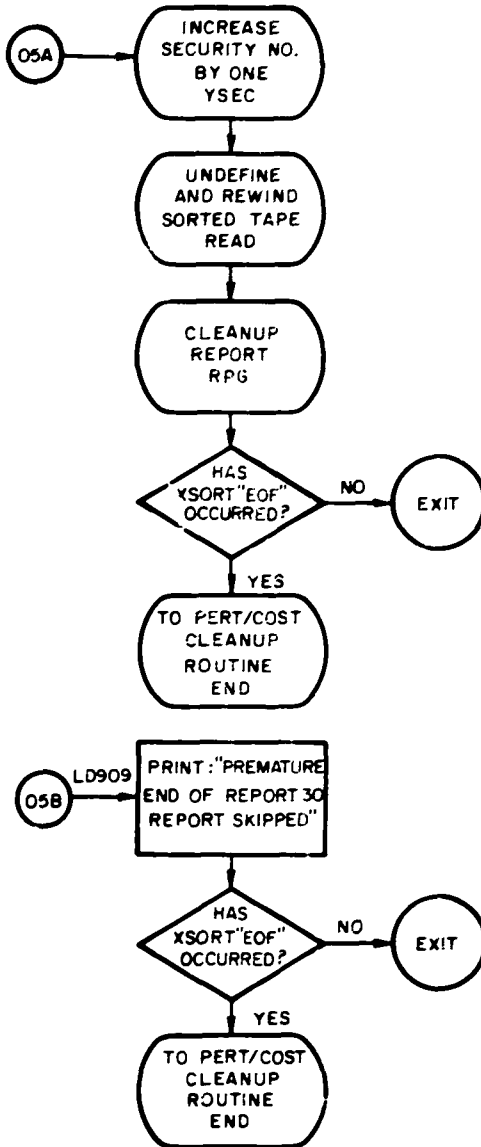 05A
INCREASE
SECURITY NO.
BY ONE
YSEC
UNDEFINE
AND REWIND
SORTED TAPE
READ
CLEANUP
REPORT
RPG
HAS
XSORT "EOF"
OCCURRED?
NO
EXIT
YES
TO PERT/COST
CLEANUP
ROUTINE
END
05B
LD909
PRINT: "PREMATURE
END OF REPORT 30
REPORT SKIPPED"
HAS
XSORT "EOF"
OCCURRED?
NO
EXIT
YES
TO PERT/COST
CLEANUP
ROUTINE
END